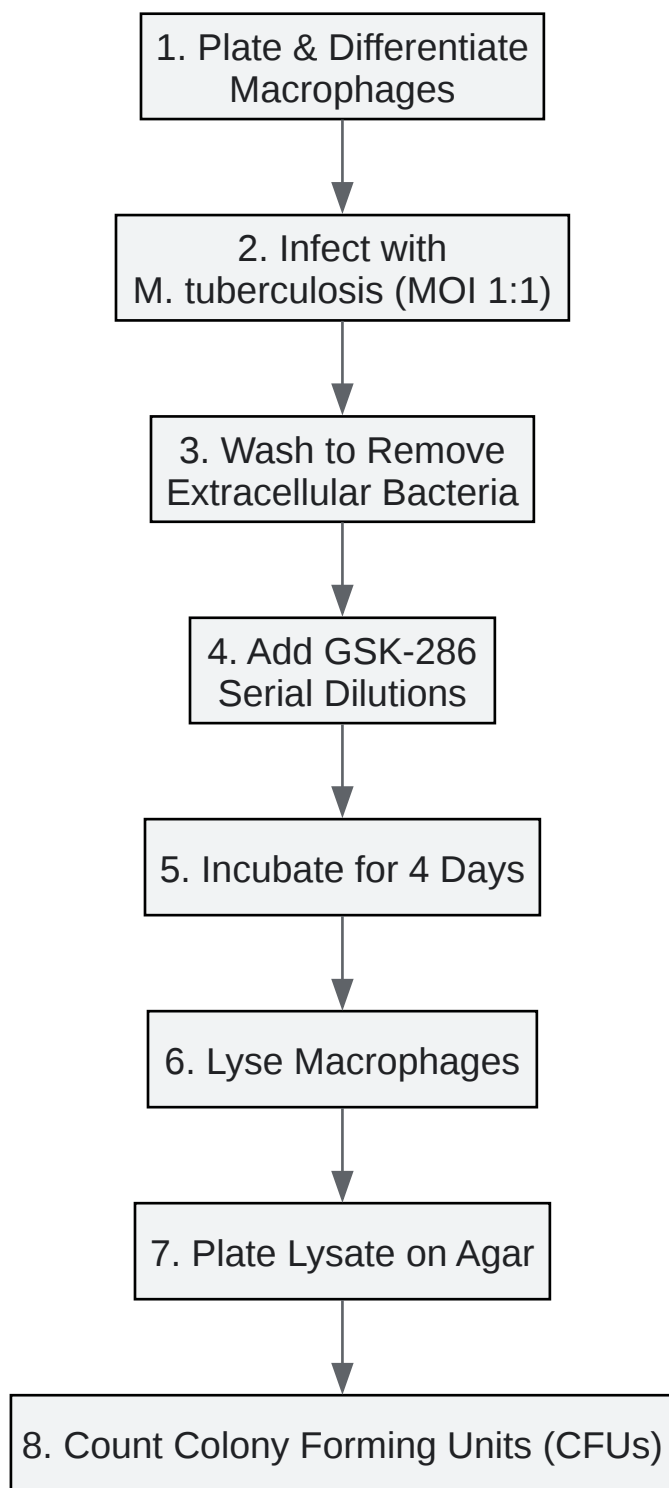 1. Plate & Differentiate
Macrophages
2. Infect with
M. tuberculosis (MOI 1:1)
3. Wash to Remove
Extracellular Bacteria
4. Add GSK-286
Serial Dilutions
5. Incubate for 4 Days
6. Lyse Macrophages
7. Plate Lysate on Agar
8. Count Colony Forming Units (CFUs)